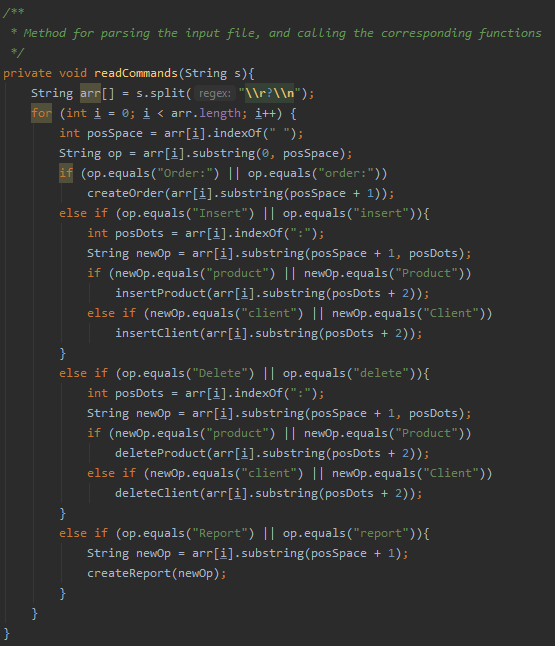 /**
 * Method for parsing the input file, and calling the corresponding functions
 */
private void readCommands(String s){
    String arr[] = s.split( regex: "\\r?\\n");
    for (int i = 0; i < arr.length; i++) {
        int posSpace = arr[i].indexOf(" ");
        String op = arr[i].substring(0, posSpace);
        if (op.equals("Order:") || op.equals("order:"))
            createOrder(arr[i].substring(posSpace + 1));
        else if (op.equals("Insert") || op.equals("insert")){
            int posDots = arr[i].indexOf(":");
            String newOp = arr[i].substring(posSpace + 1, posDots);
            if (newOp.equals("product") || newOp.equals("Product"))
                insertProduct(arr[i].substring(posDots + 2));
            else if (newOp.equals("client") || newOp.equals("Client"))
                insertClient(arr[i].substring(posDots + 2));
        }
        else if (op.equals("Delete") || op.equals("delete")){
            int posDots = arr[i].indexOf(":");
            String newOp = arr[i].substring(posSpace + 1, posDots);
            if (newOp.equals("product") || newOp.equals("Product"))
                deleteProduct(arr[i].substring(posDots + 2));
            else if (newOp.equals("client") || newOp.equals("Client"))
                deleteClient(arr[i].substring(posDots + 2));
        }
        else if (op.equals("Report") || op.equals("report")){
            String newOp = arr[i].substring(posSpace + 1);
            createReport(newOp);
        }
    }
}